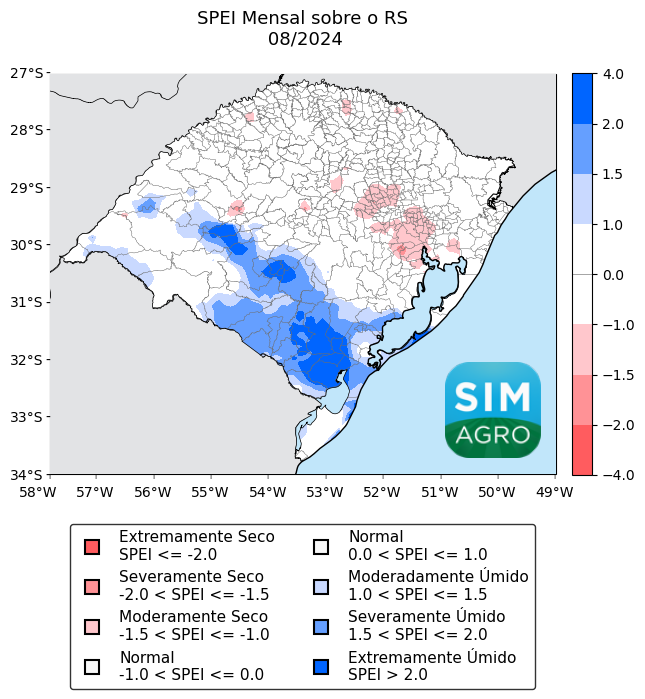 SPEI Mensal sobre o RS
08/2024
27°S
28°S
29°S
30°S
31°S
32°S
33°S
34°S
58°W
57°W
56°W
55°W
54°W
53°W
52°W
51°W
50°W
49°W
4.0
2.0
1.5
1.0
0.0
−1.0
−1.5
−2.0
−4.0
SIM
AGRO
Extremamente Seco
SPEI <= -2.0
Severamente Seco
-2.0 < SPEI <= -1.5
Moderamente Seco
-1.5 < SPEI <= -1.0
Normal
-1.0 < SPEI <= 0.0
Normal
0.0 < SPEI <= 1.0
Moderadamente Úmido
1.0 < SPEI <= 1.5
Severamente Úmido
1.5 < SPEI <= 2.0
Extremamente Úmido
SPEI > 2.0